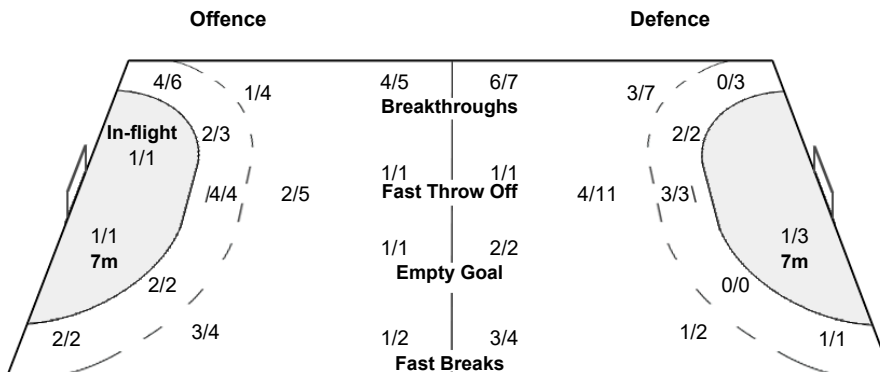 Offence Defence
4/6 4/5 6/7 0/3
1/4 3/7
Breakthroughs
In-flight 2/3 2/2
1/1
1/1 1/1
4/4 2/5 Fast Throw Off 4/11 3/3
1/1 1/1 2/2 1/3
7m 7m
Empty Goal
2/2 0/0
2/2 3/4 1/2 3/4 1/2 1/1
Fast Breaks